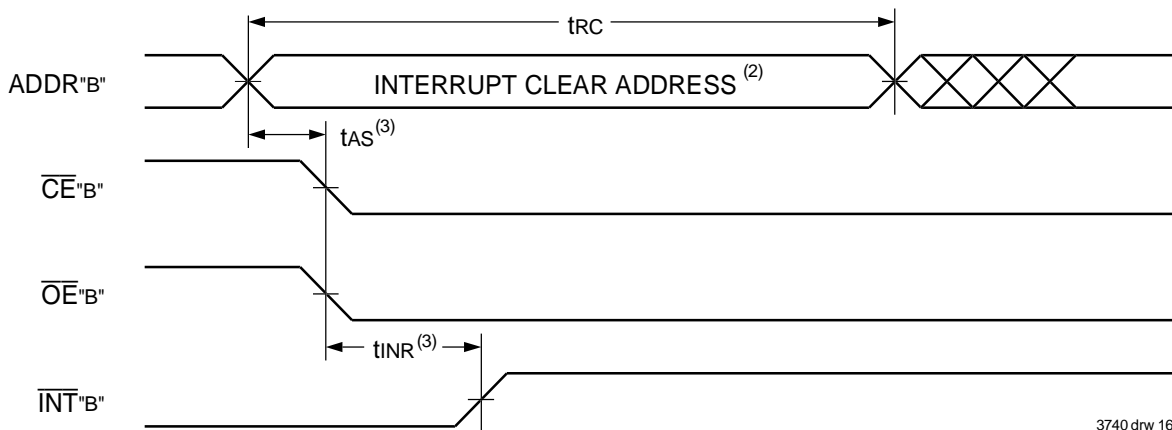 tRC
ADDR"B"
INTERRUPT CLEAR ADDRESS (2)
tAS(3)
CE"B"
OE"B"
tINR(3)
INT"B"
3740 drw 16